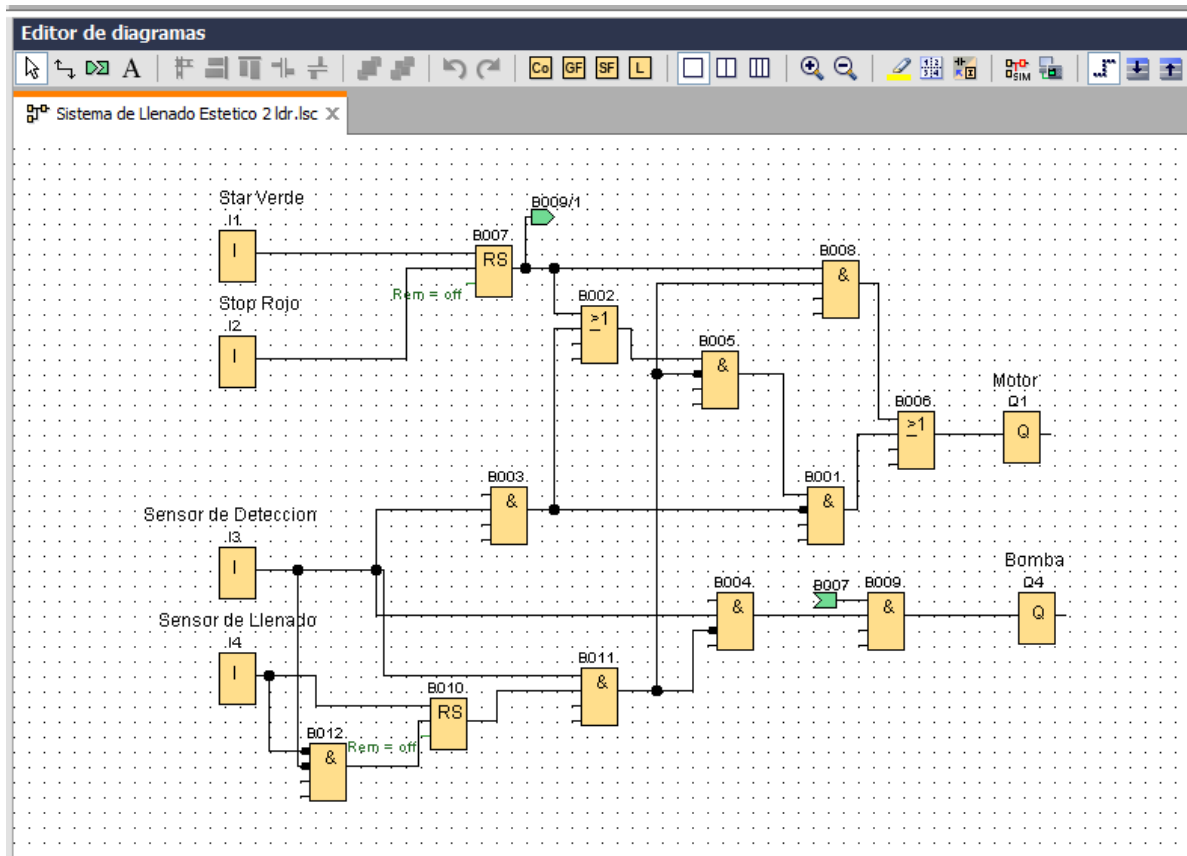 Editor de diagramas
A
Co GF SF L
SIM
Sistema de Llenado Estetico 2 ldr.lsc
Star Verde
I1
I
B009/1
B007
RS
Rem = off
B008
&
Stop Rojo
I2
I
B002
>1
B005
&
Motor
Q1
Q
B006
>1
B003
&
B001
&
Sensor de Deteccion
I3
I
Bomba
Q4
Q
B004
&
B007
B009
&
Sensor de Llenado
I4
I
B011
&
B010
RS
Rem = off
B012
&